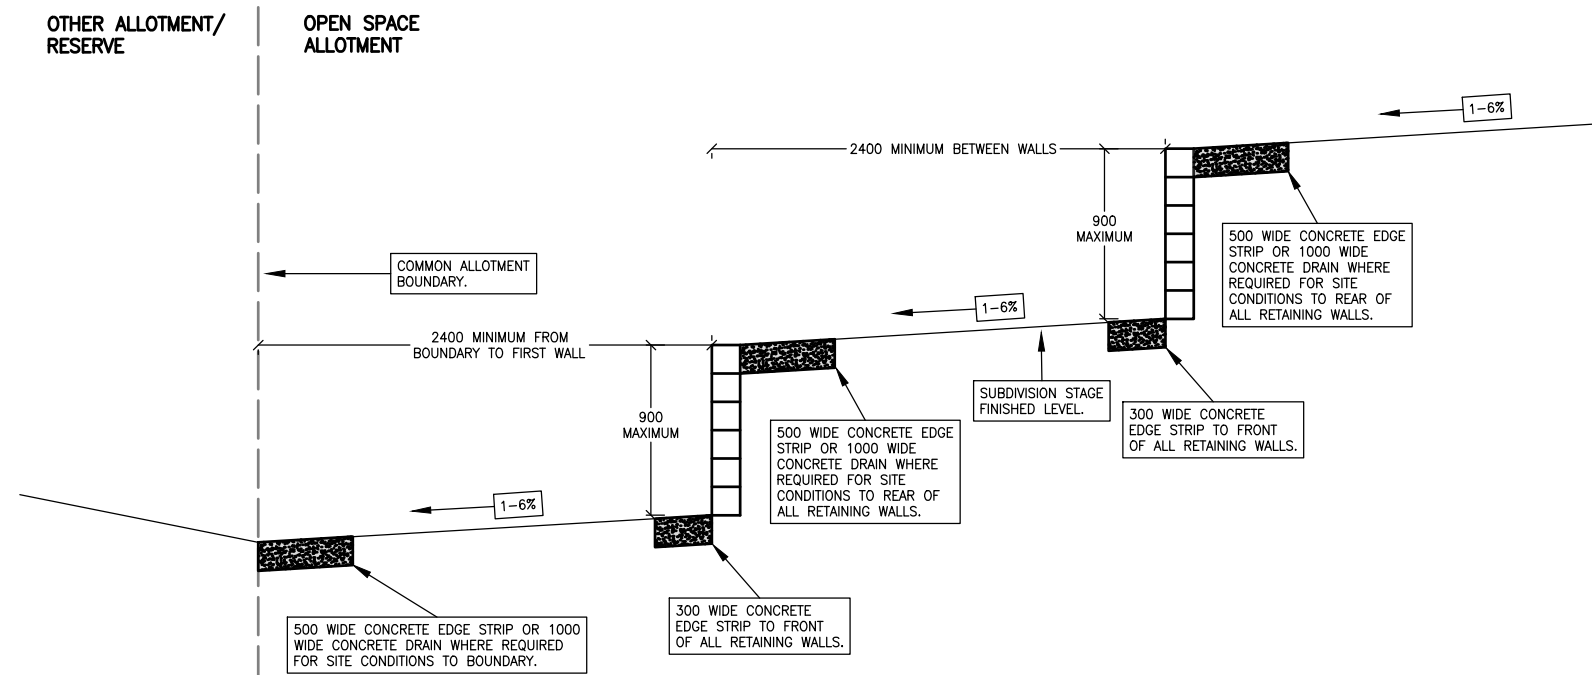 OTHER ALLOTMENT/
RESERVE
OPEN SPACE
ALLOTMENT
1-6%
2400 MINIMUM BETWEEN WALLS
900
MAXIMUM
500 WIDE CONCRETE EDGE
STRIP OR 1000 WIDE
CONCRETE DRAIN WHERE
REQUIRED FOR SITE
CONDITIONS TO REAR OF
ALL RETAINING WALLS.
COMMON ALLOTMENT
BOUNDARY.
1-6%
2400 MINIMUM FROM
BOUNDARY TO FIRST WALL
SUBDIVISION STAGE
FINISHED LEVEL.
300 WIDE CONCRETE
EDGE STRIP TO FRONT
OF ALL RETAINING WALLS.
900
MAXIMUM
500 WIDE CONCRETE EDGE
STRIP OR 1000 WIDE
CONCRETE DRAIN WHERE
REQUIRED FOR SITE
CONDITIONS TO REAR OF
ALL RETAINING WALLS.
1-6%
300 WIDE CONCRETE
EDGE STRIP TO FRONT
OF ALL RETAINING WALLS.
500 WIDE CONCRETE EDGE STRIP OR 1000
WIDE CONCRETE DRAIN WHERE REQUIRED
FOR SITE CONDITIONS TO BOUNDARY.